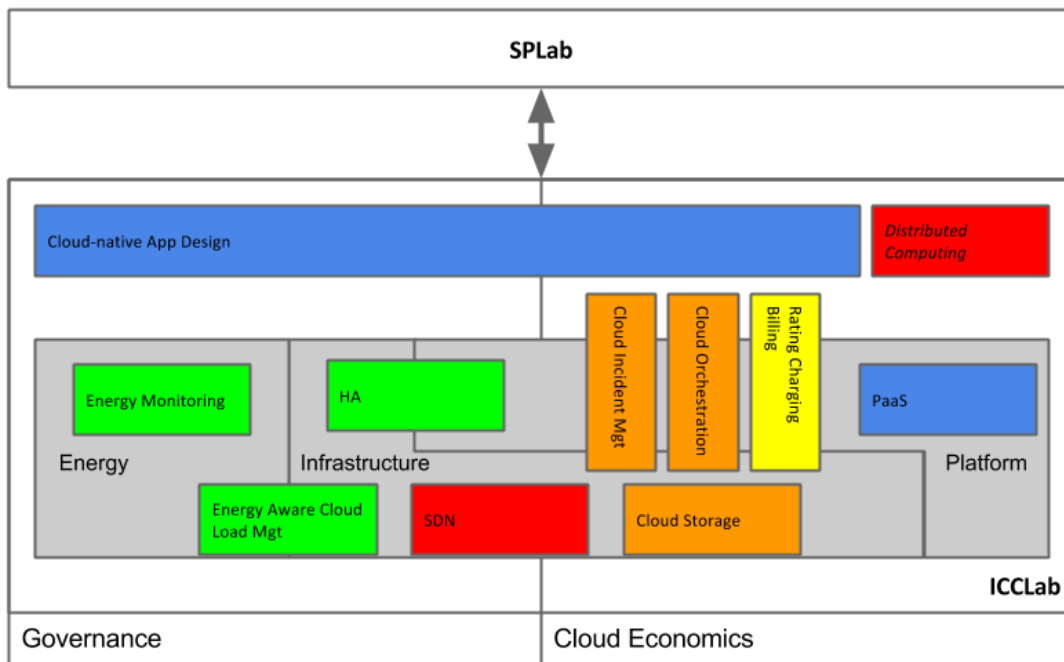 SPLab
Cloud-native App Design
Distributed
Computing
Cloud Incident Mgt
Cloud Orchestration
Rating Charging
Billing
Energy Monitoring
HA
PaaS
Energy
Infrastructure
Platform
Energy Aware Cloud
Load Mgt
SDN
Cloud Storage
ICCLab
Governance
Cloud Economics